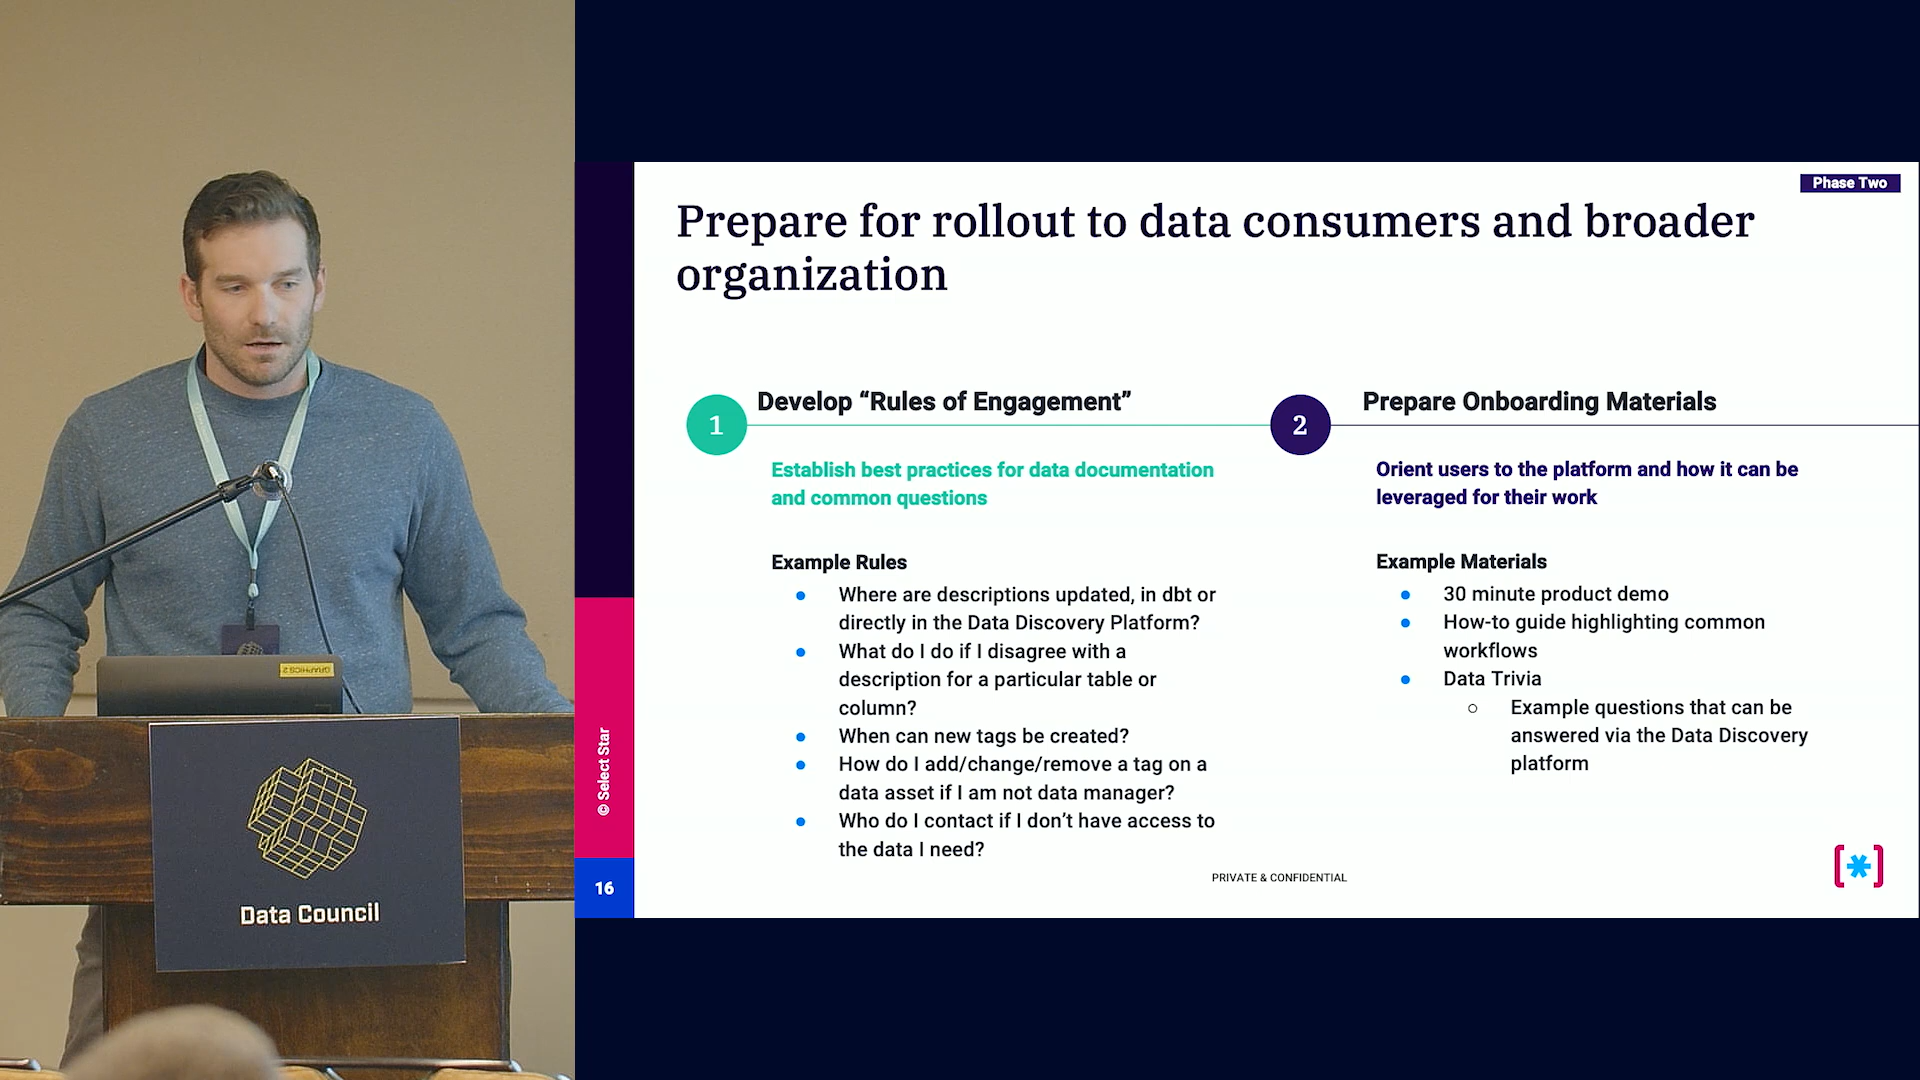 Phase Two
Prepare for rollout to data consumers and broader
organization
1
Develop “Rules of Engagement”
Establish best practices for data documentation
and common questions
Example Rules
● Where are descriptions updated, in dbt or
directly in the Data Discovery Platform?
● What do I do if I disagree with a
description for a particular table or
column?
● When can new tags be created?
● How do I add/change/remove a tag on a
data asset if I am not data manager?
● Who do I contact if I don’t have access to
the data I need?
2
Prepare Onboarding Materials
Orient users to the platform and how it can be
leveraged for their work
Example Materials
● 30 minute product demo
● How-to guide highlighting common
workflows
● Data Trivia
○ Example questions that can be
answered via the Data Discovery
platform
PRIVATE & CONFIDENTIAL
[*]
© Select Star
16
GRAPHICS 2
Data Council